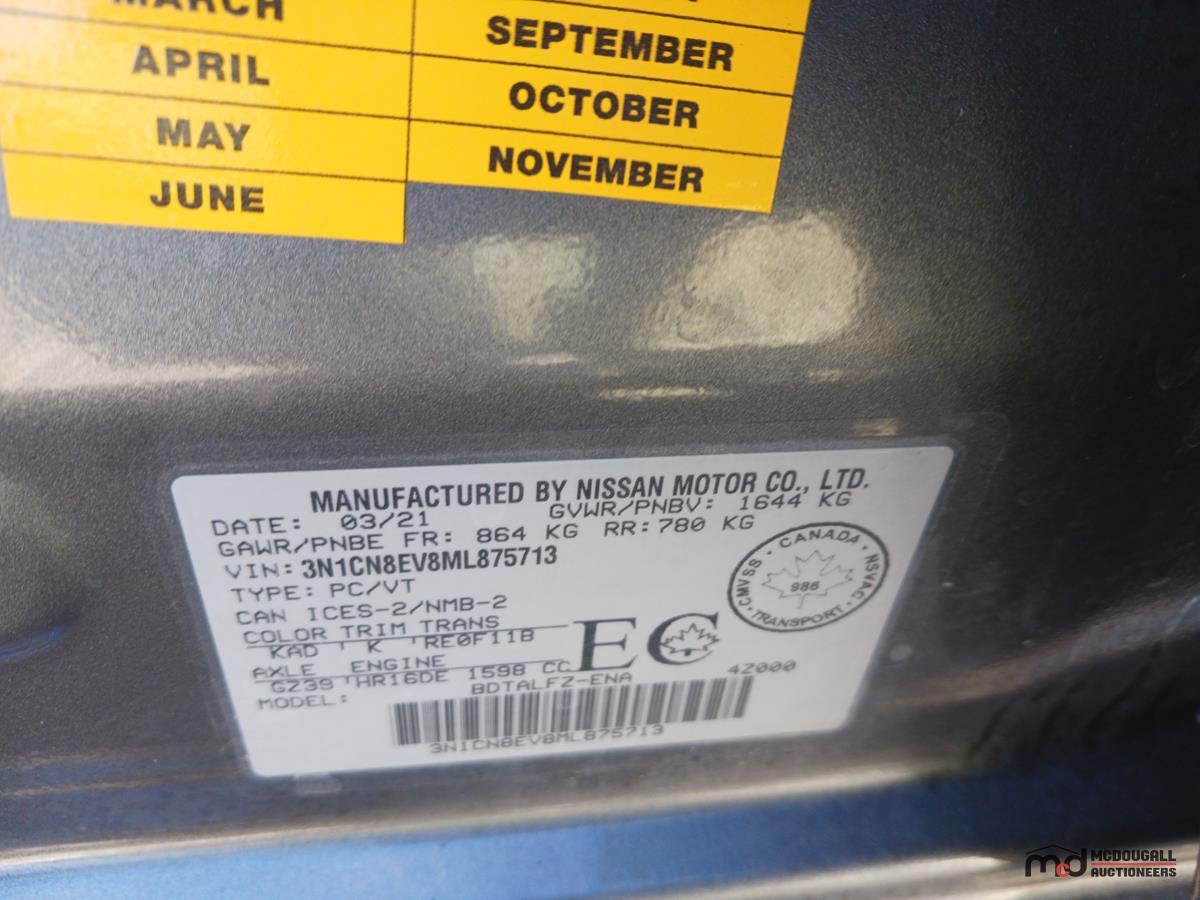 MARCH
APRIL
MAY
JUNE
SEPTEMBER
OCTOBER
NOVEMBER
MANUFACTURED BY NISSAN MOTOR CO., LTD.
DATE: 03/21 GVWR/PNBV: 1644 KG
GAWR/PNBE FR: 864 KG RR: 780 KG
VIN: 3N1CN8EV8ML875713
TYPE: PC/VT
CAN ICES-2/NMB-2
COLOR TRIM TRANS
KAD K RE0F11B
AXLE ENGINE
GZ39 HR16DE 1598 CC
MODEL: BDTALFZ-ENA 4Z000
EC
CANADA
CMVSS NSVAC
986
TRANSPORT
3N1CN8EV8ML875713
mcd MCDOUGALL
AUCTIONEERS